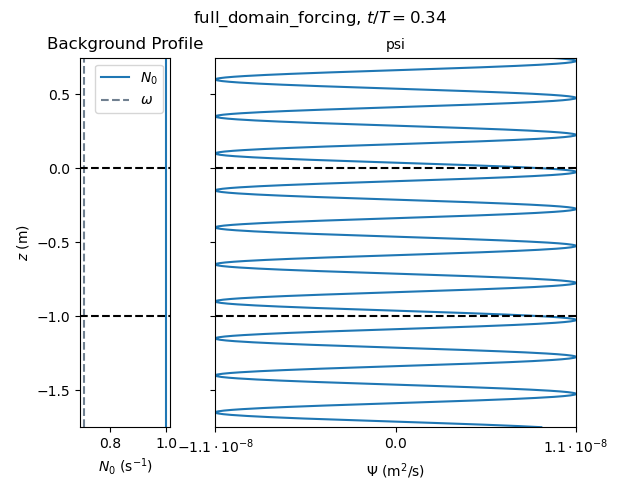 full_domain_forcing, t/T = 0.34
Background Profile
psi
N₀
ω
0.5
0.0
−0.5
−1.0
−1.5
z (m)
0.8
1.0
−1.1 · 10⁻⁸
0.0
1.1 · 10⁻⁸
N₀ (s⁻¹)
Ψ (m²/s)